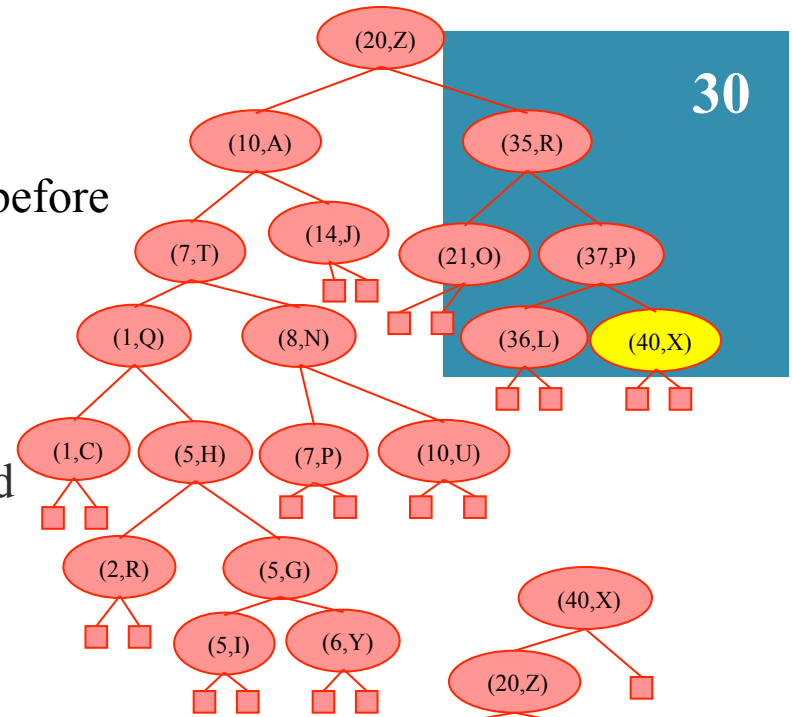 (20,Z)
30
(10,A)
(35,R)
before
(14,J)
(7,T)
(21,O)
(37,P)
(1,Q)
(8,N)
(36,L)
(40,X)
(1,C)
(5,H)
(7,P)
(10,U)
(2,R)
(5,G)
(40,X)
(5,I)
(6,Y)
(20,Z)